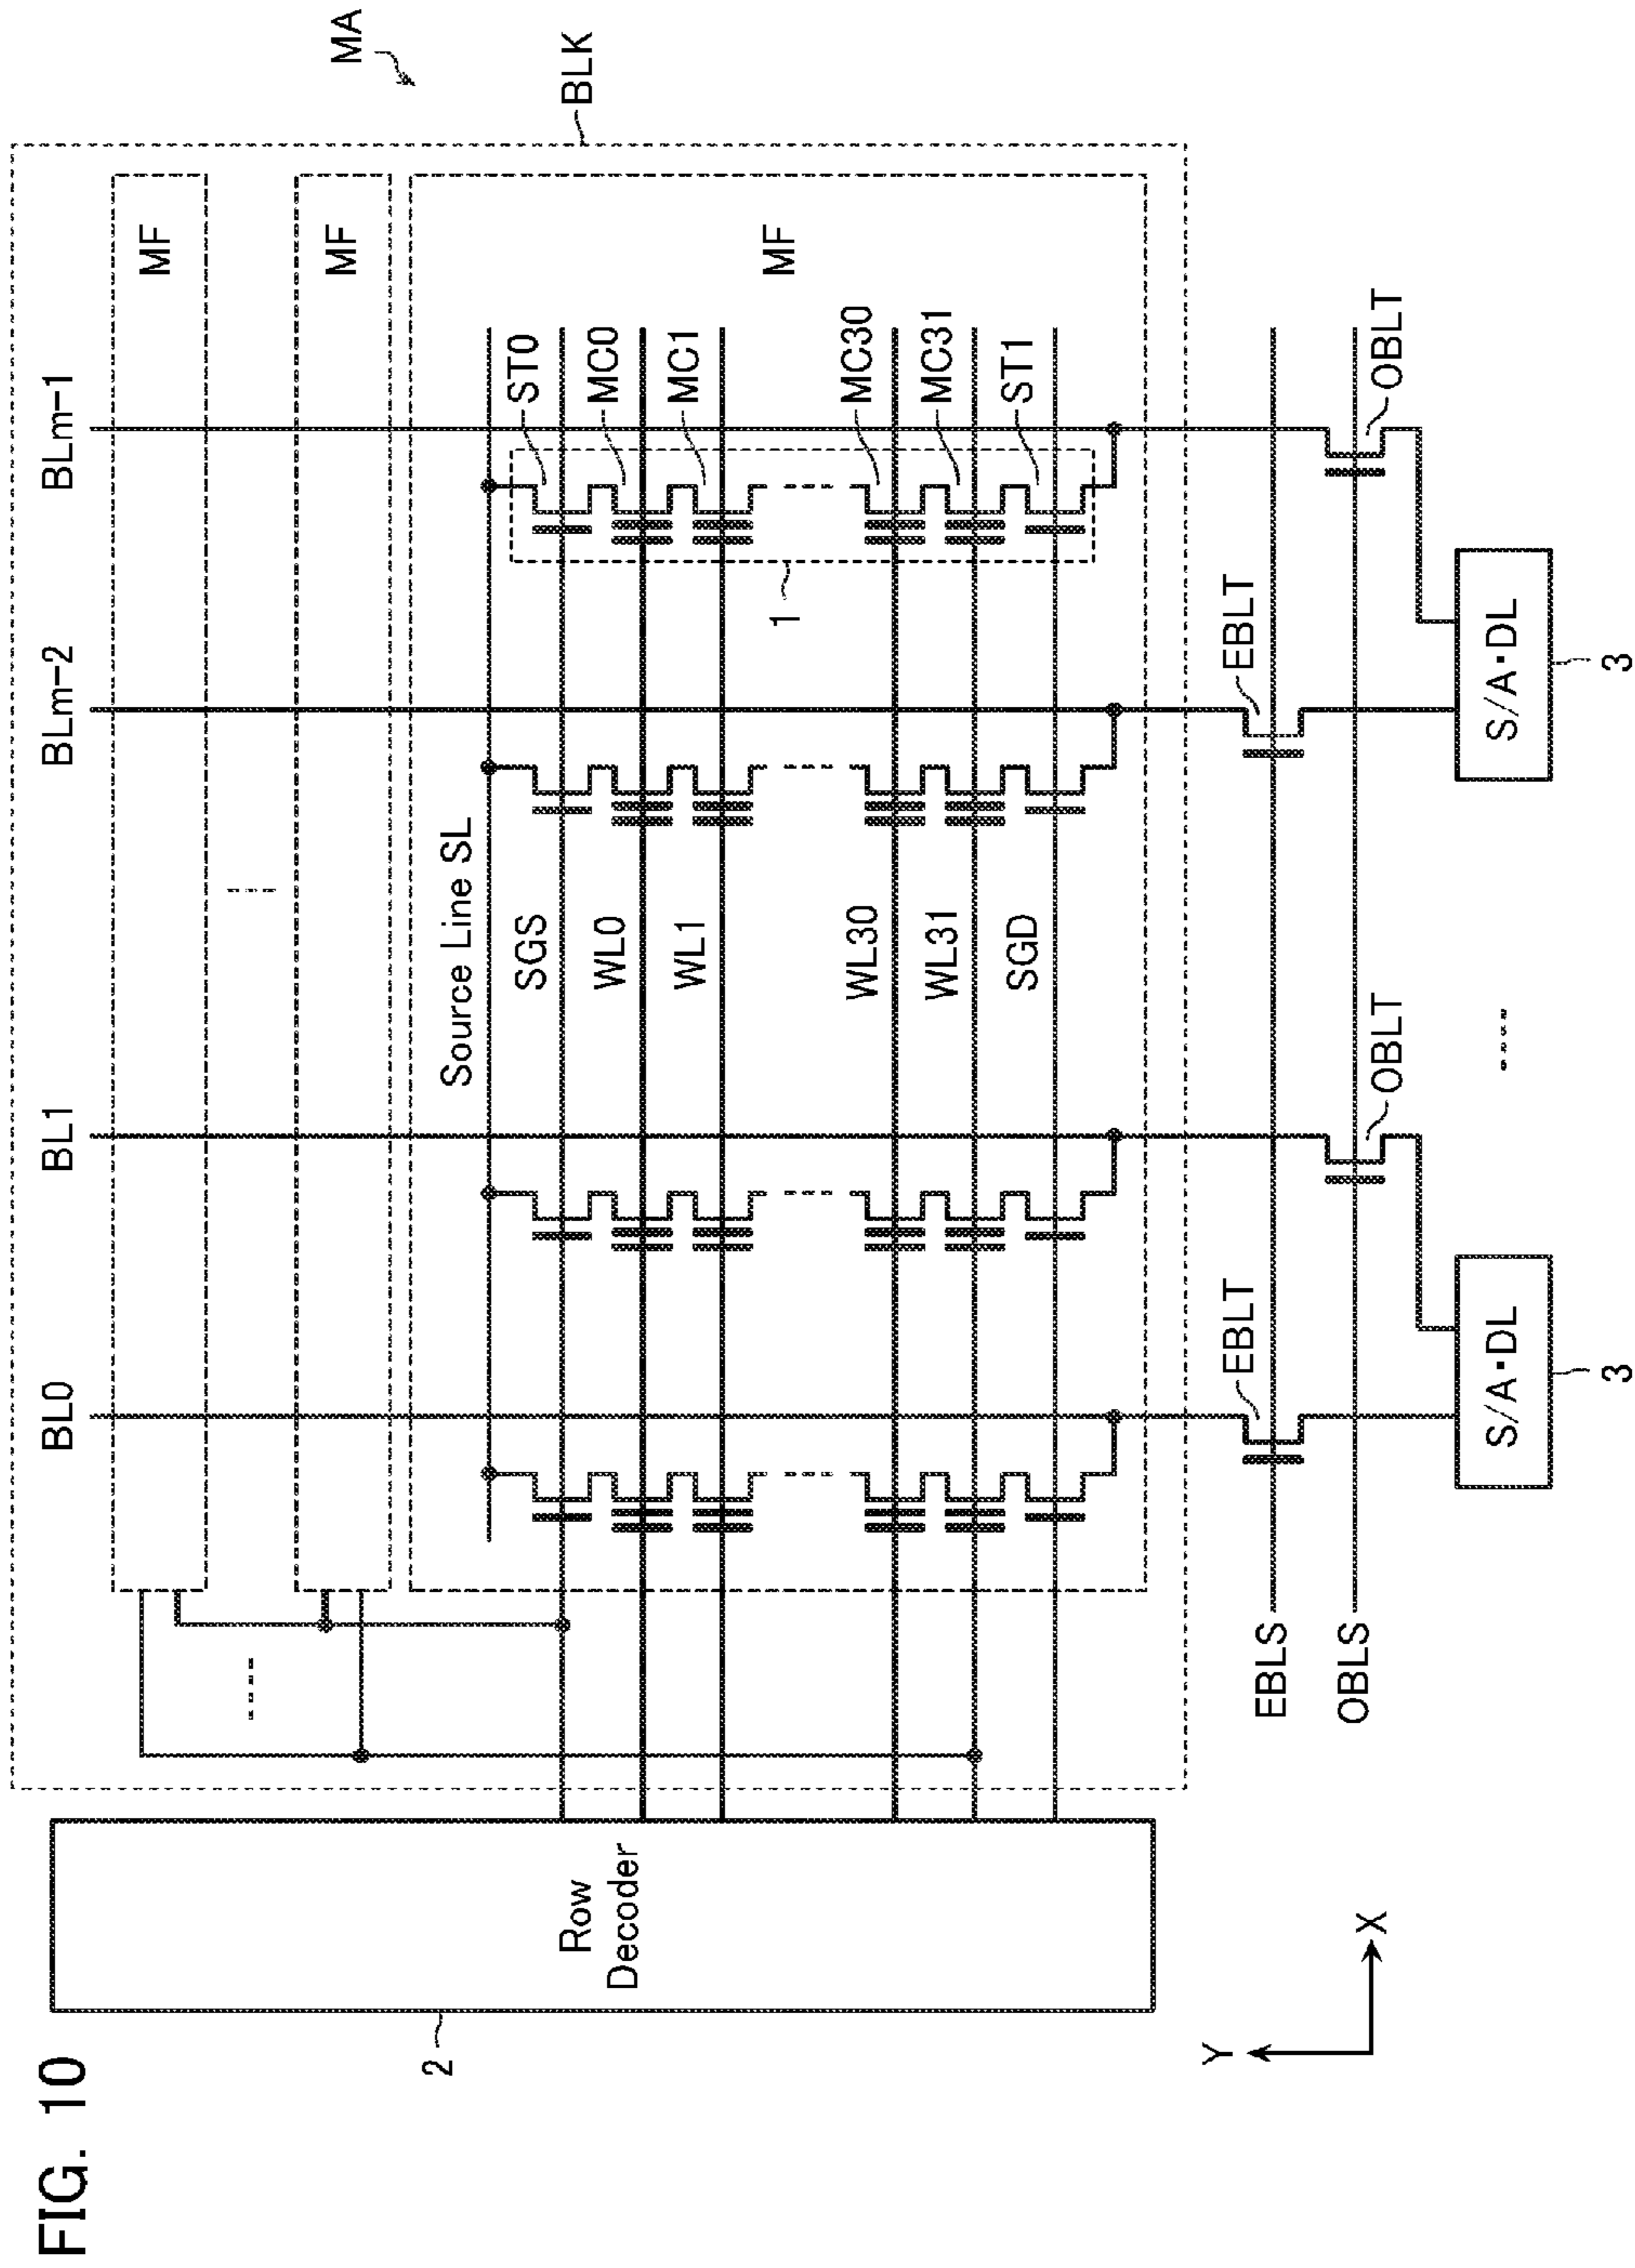 FIG. 10
MA
BLK
BL0
BL1
BLm-2
BLm-1
MF
MF
MF
Source Line SL
SGS
ST0
WL0
MC0
WL1
MC1
1
WL30
MC30
WL31
MC31
SGD
ST1
Row
Decoder
2
EBLS
EBLT
EBLT
OBLS
OBLT
OBLT
S/A・DL
S/A・DL
3
3
Y
X